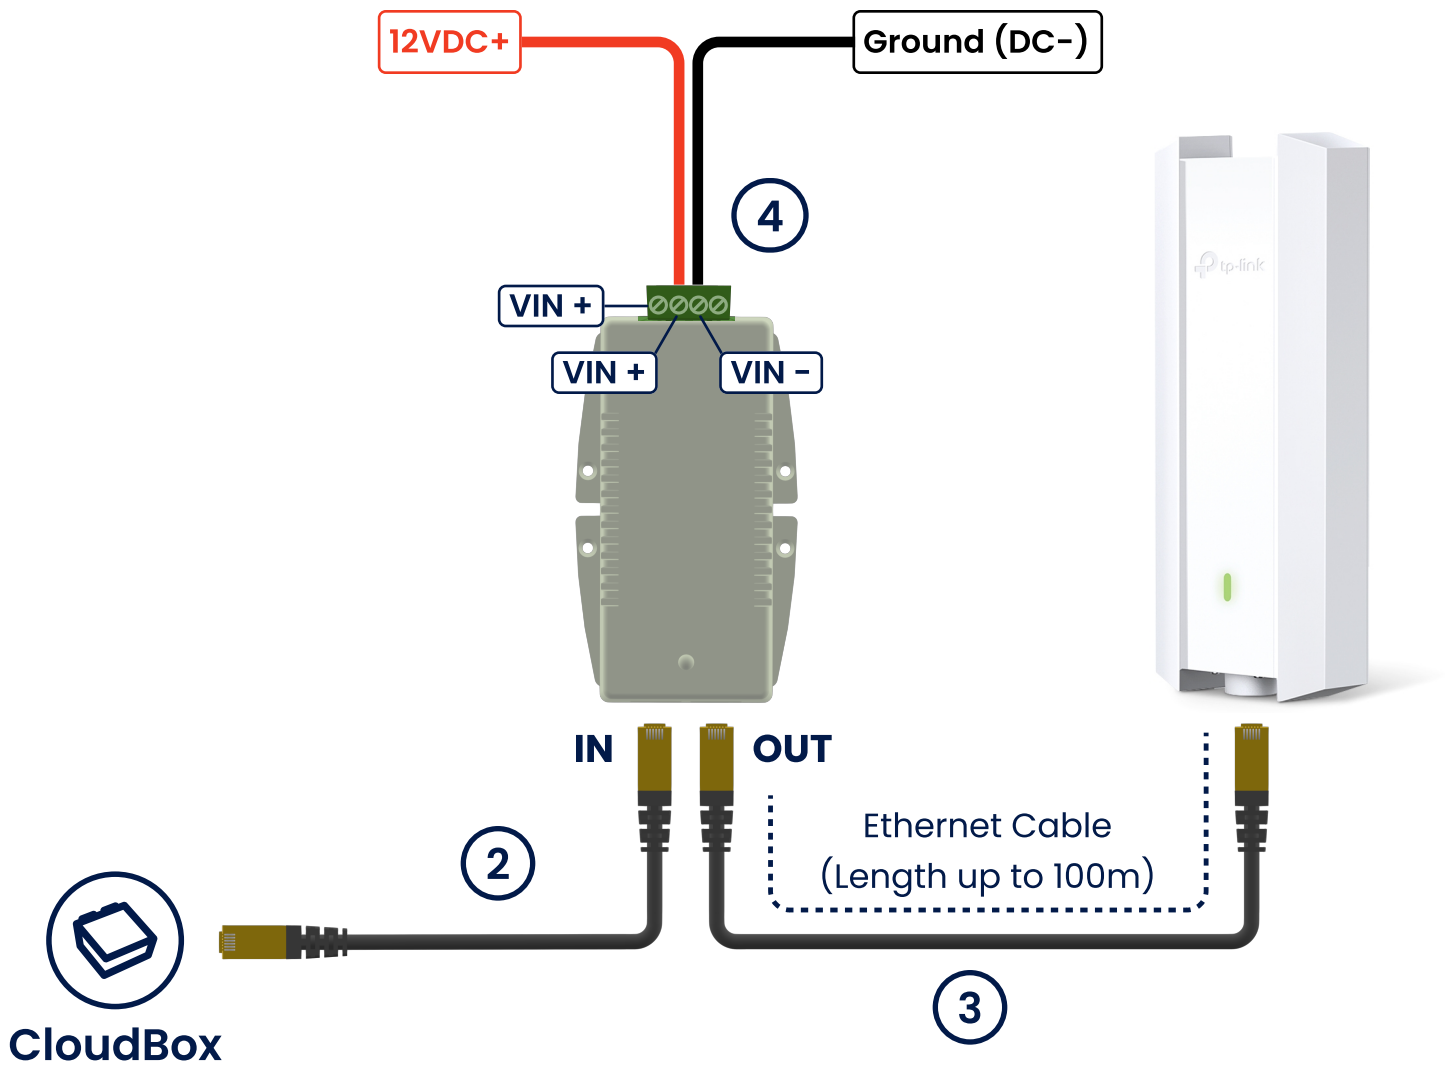 12VDC+
Ground (DC-)
4
tp-link
VIN +
VIN +
VIN -
IN
OUT
Ethernet Cable
(Length up to 100m)
2
3
CloudBox